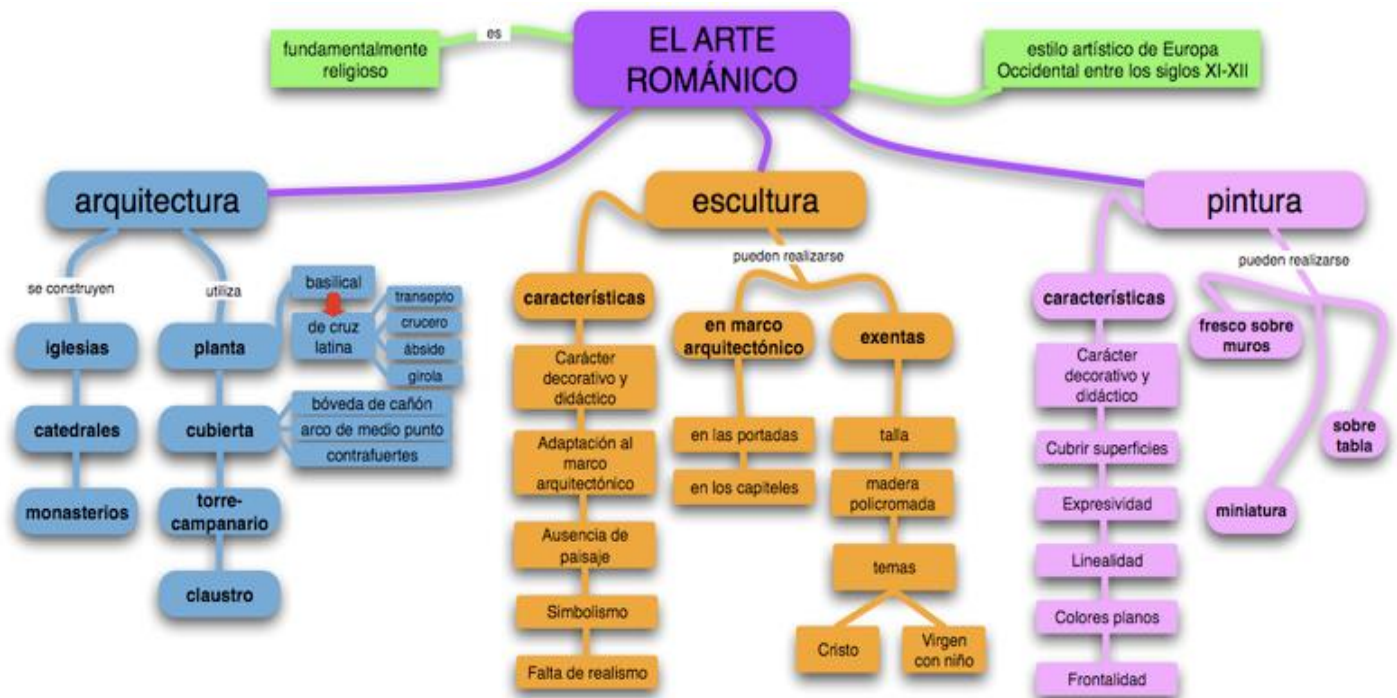 EL ARTE
ROMÁNICO
es
fundamentalmente
religioso
estilo artístico de Europa
Occidental entre los siglos XI-XII
arquitectura
se construyen
iglesias
catedrales
monasterios
utiliza
planta
basilical
de cruz
latina
transepto
crucero
ábside
girola
cubierta
bóveda de cañón
arco de medio punto
contrafuertes
torre-
campanario
claustro
escultura
características
Carácter
decorativo y
didáctico
Adaptación al
marco
arquitectónico
Ausencia de
paisaje
Simbolismo
Falta de realismo
pueden realizarse
en marco
arquitectónico
en las portadas
en los capiteles
exentas
talla
madera
policromada
temas
Cristo
Virgen
con niño
pintura
características
Carácter
decorativo y
didáctico
Cubrir superficies
Expresividad
Linealidad
Colores planos
Frontalidad
pueden realizarse
fresco sobre
muros
miniatura
sobre
tabla